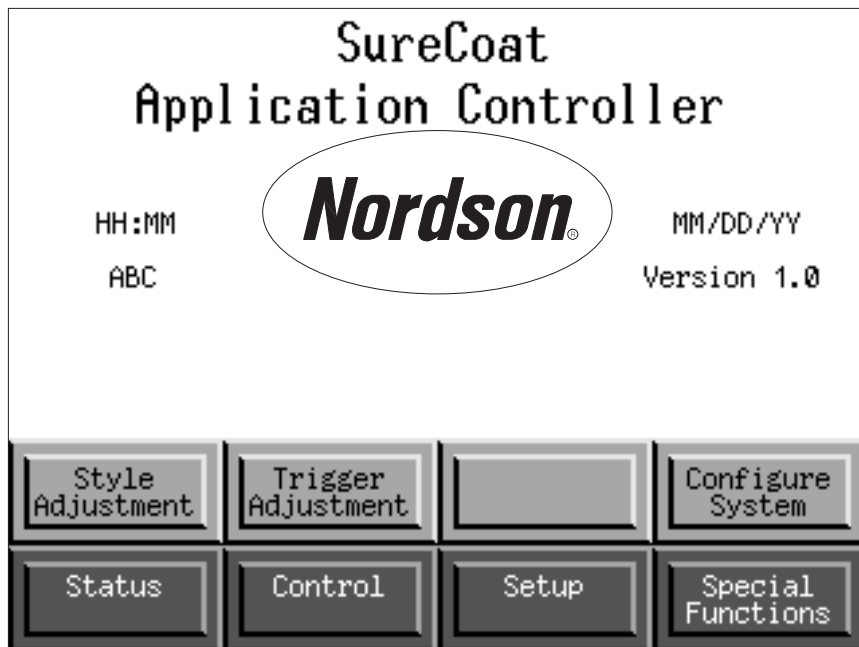 SureCoat
Application Controller
Nordson®
HH:MM
MM/DD/YY
ABC
Version 1.0
Style
Adjustment
Trigger
Adjustment
Configure
System
Status
Control
Setup
Special
Functions